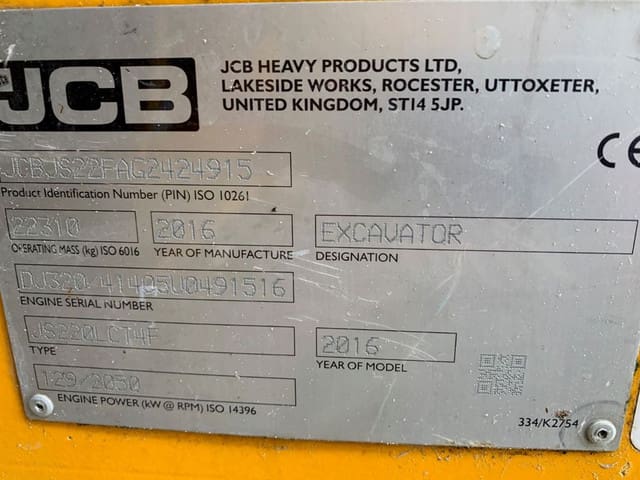 JCB
JCB HEAVY PRODUCTS LTD,
LAKESIDE WORKS, ROCESTER, UTTOXETER,
UNITED KINGDOM, ST14 5JP.
CE
JCBJS22FAG2424915
Product Identification Number (PIN) ISO 10261
22310 2016 EXCAVATOR
OPERATING MASS (kg) ISO 6016 YEAR OF MANUFACTURE DESIGNATION
ENGINE SERIAL NUMBER
JS220LCT4F 2016
TYPE YEAR OF MODEL
129/2050
ENGINE POWER (kW @ RPM) ISO 14396
334/K2754